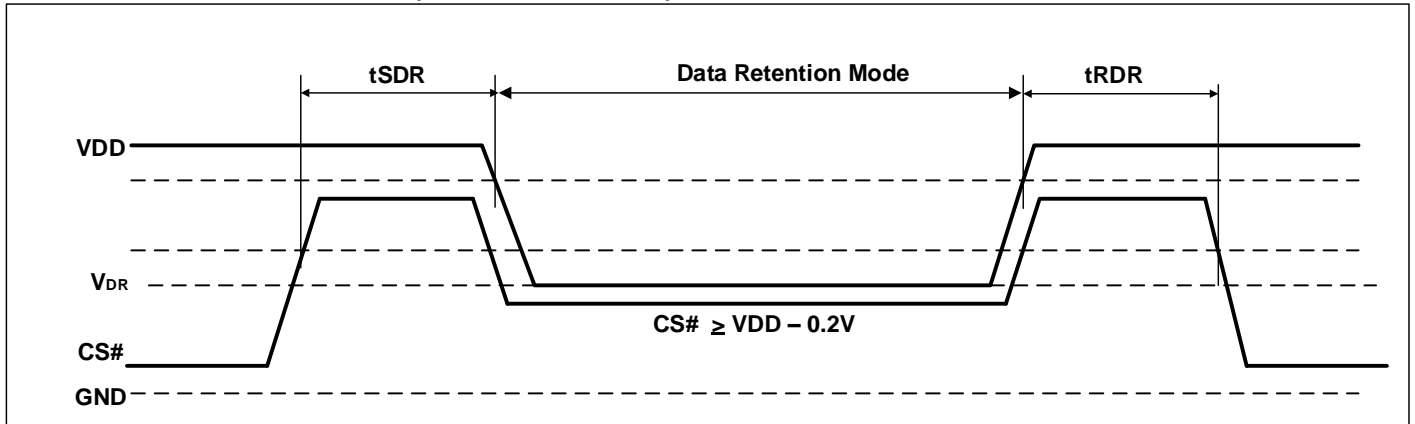 tSDR Data Retention Mode tRDR
VDD
VDR
CS# ≥ VDD – 0.2V
CS#
GND